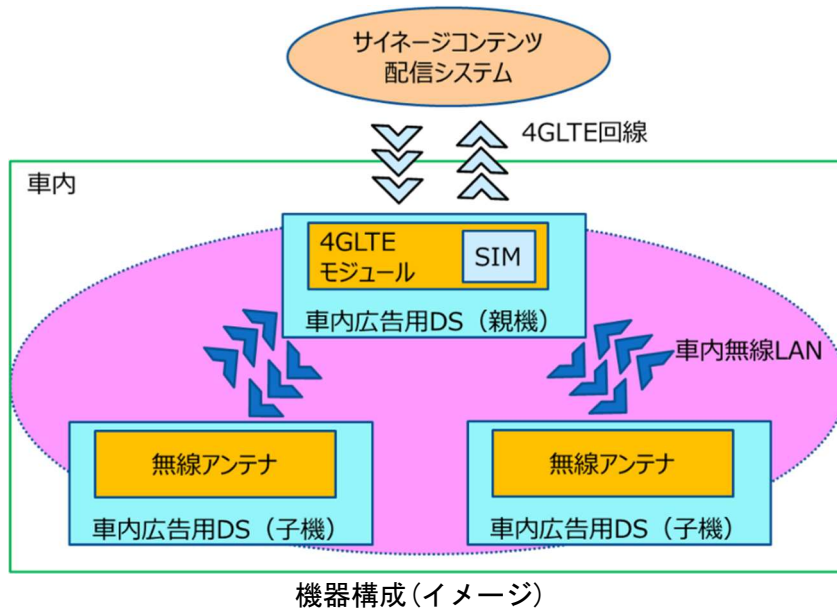 サイネージコンテンツ
配信システム
4GLTE回線
車内
4GLTE
モジュール
SIM
車内広告用DS（親機）
車内無線LAN
無線アンテナ
車内広告用DS（子機）
無線アンテナ
車内広告用DS（子機）
機器構成(イメージ)